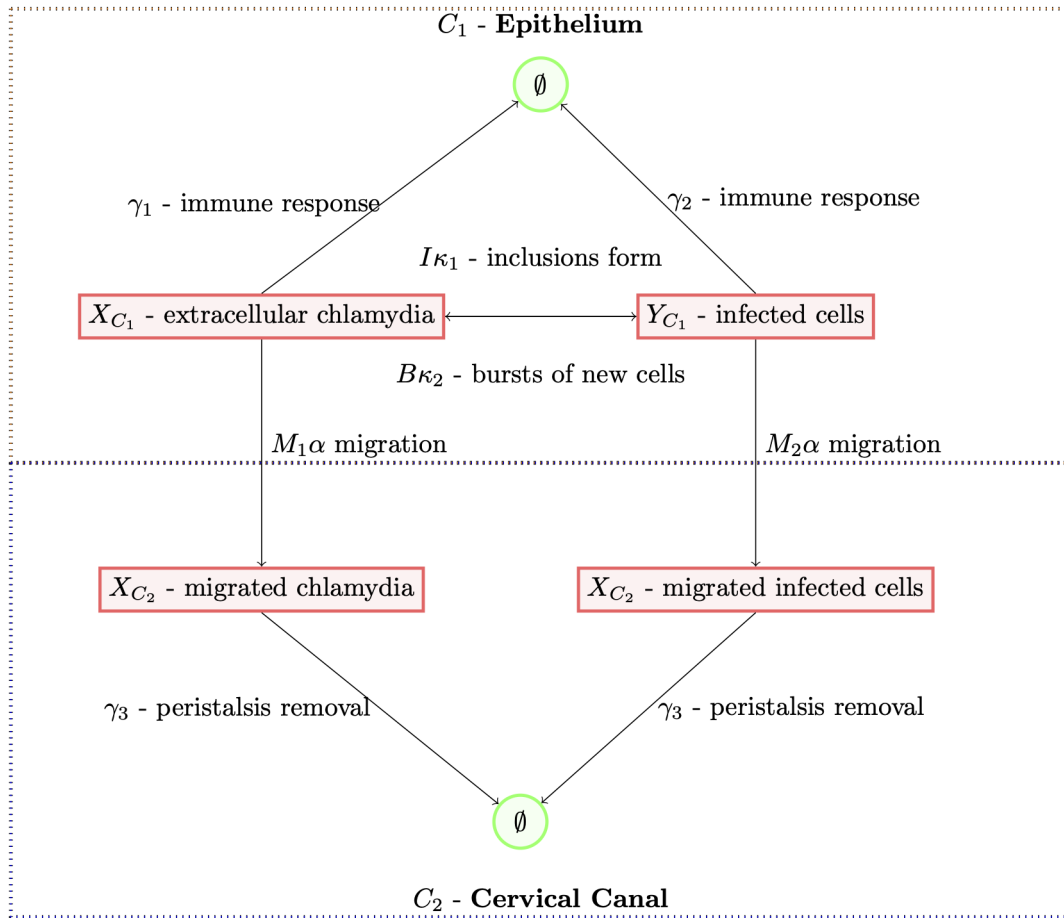 C₁ - Epithelium
∅
γ₁ - immune response
γ₂ - immune response
Iκ₁ - inclusions form
X_{C₁} - extracellular chlamydia
Y_{C₁} - infected cells
Bκ₂ - bursts of new cells
M₁α migration
M₂α migration
X_{C₂} - migrated chlamydia
X_{C₂} - migrated infected cells
γ₃ - peristalsis removal
γ₃ - peristalsis removal
∅
C₂ - Cervical Canal